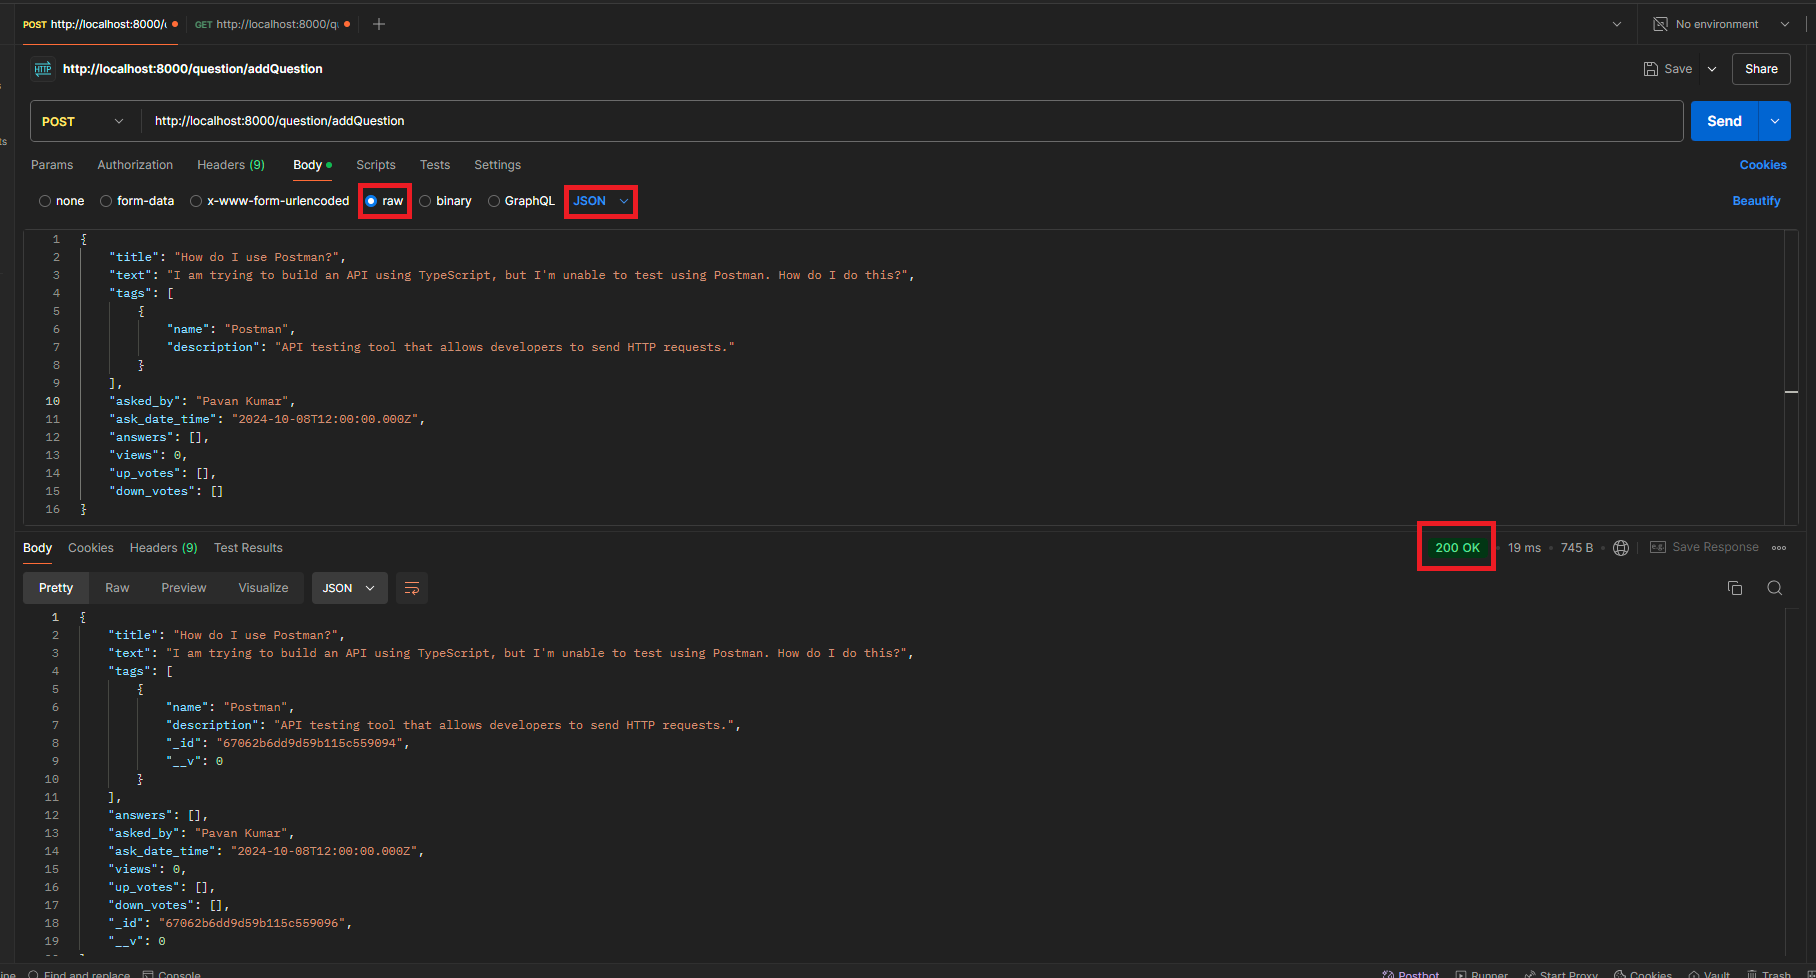 POST http://localhost:8000/ GET http://localhost:8000/q No environment
HTTP http://localhost:8000/question/addQuestion Save Share
POST http://localhost:8000/question/addQuestion Send
Params Authorization Headers (9) Body Scripts Tests Settings Cookies
none form-data x-www-form-urlencoded raw binary GraphQL JSON Beautify
1 {
2 "title": "How do I use Postman?",
3 "text": "I am trying to build an API using TypeScript, but I'm unable to test using Postman. How do I do this?",
4 "tags": [
5 {
6 "name": "Postman",
7 "description": "API testing tool that allows developers to send HTTP requests."
8 }
9 ],
10 "asked_by": "Pavan Kumar",
11 "ask_date_time": "2024-10-08T12:00:00.000Z",
12 "answers": [],
13 "views": 0,
14 "up_votes": [],
15 "down_votes": []
16 }
Body Cookies Headers (9) Test Results 200 OK 19 ms 745 B e.g. Save Response
Pretty Raw Preview Visualize JSON
1 {
2 "title": "How do I use Postman?",
3 "text": "I am trying to build an API using TypeScript, but I'm unable to test using Postman. How do I do this?",
4 "tags": [
5 {
6 "name": "Postman",
7 "description": "API testing tool that allows developers to send HTTP requests.",
8 "_id": "67062b6dd9d59b115c559094",
9 "__v": 0
10 }
11 ],
12 "answers": [],
13 "asked_by": "Pavan Kumar",
14 "ask_date_time": "2024-10-08T12:00:00.000Z",
15 "views": 0,
16 "up_votes": [],
17 "down_votes": [],
18 "_id": "67062b6dd9d59b115c559096",
19 "__v": 0
Find and replace Console Postbot Runner Start Proxy Cookies Vault Trash